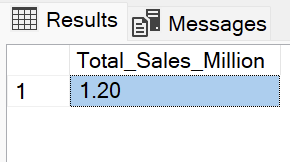 Results Messages
Total_Sales_Million
1 1.20